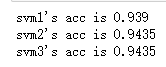 svm1's acc is 0.939
svm2's acc is 0.9435
svm3's acc is 0.9435